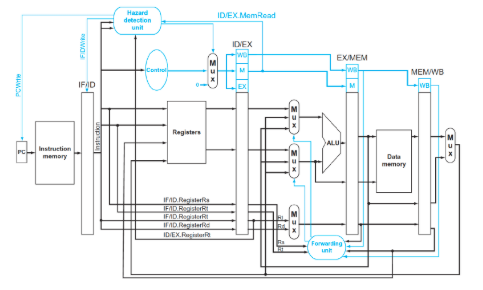 Hazard
detection
unit
ID/EX.MemRead
IF/IDWrite
PCWrite
ID/EX
WB
EX/MEM
Control
M
u
x
M
WB
MEM/WB
0
EX
M
WB
IF/ID
Instruction
PC
Instruction
memory
Registers
M
u
x
M
u
x
ALU
Data
memory
M
u
x
IF/ID.RegisterRs
IF/ID.RegisterRt
IF/ID.RegisterRt
IF/ID.RegisterRd
ID/EX.RegisterRt
Rt
Rd
M
u
x
Rs
Rt
Forwarding
unit